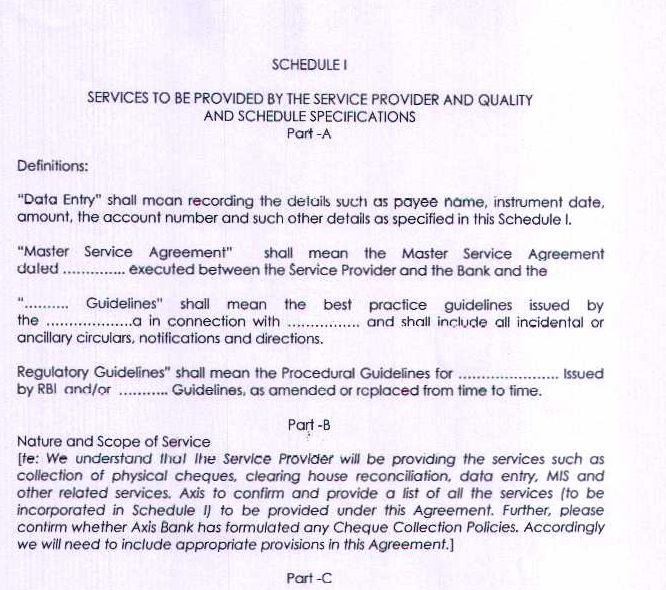 SCHEDULE I
SERVICES TO BE PROVIDED BY THE SERVICE PROVIDER AND QUALITY
AND SCHEDULE SPECIFICATIONS
Part -A
Definitions:
“Data Entry” shall mean recording the details such as payee name, instrument date,
amount, the account number and such other details as specified in this Schedule I.
“Master Service Agreement” shall mean the Master Service Agreement
dated .............. executed between the Service Provider and the Bank and the
“.......... Guidelines” shall mean the best practice guidelines issued by
the ...................a in connection with ................ and shall include all incidental or
ancillary circulars, notifications and directions.
Regulatory Guidelines” shall mean the Procedural Guidelines for ...................... Issued
by RBI and/or ........... Guidelines, as amended or replaced from time to time.
Part -B
Nature and Scope of Service
[te: We understand that the Service Provider will be providing the services such as
collection of physical cheques, clearing house reconciliation, data entry, MIS and
other related services. Axis to confirm and provide a list of all the services (to be
incorporated in Schedule I) to be provided under this Agreement. Further, please
confirm whether Axis Bank has formulated any Cheque Collection Policies. Accordingly
we will need to include appropriate provisions in this Agreement.]
Part -C